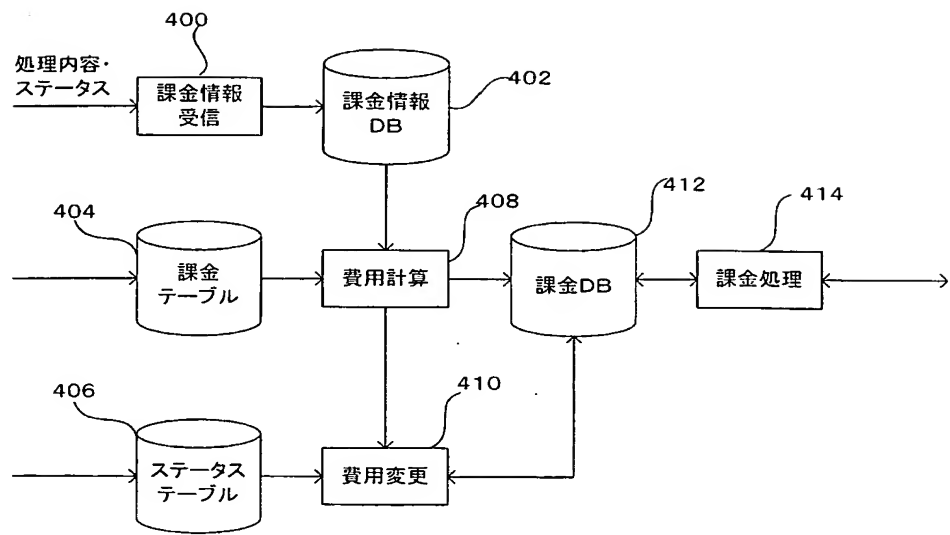 400
処理内容・
ステータス
課金情報
受信
課金情報
DB
402
404
課金
テーブル
408
費用計算
412
課金DB
414
課金処理
406
ステータス
テーブル
410
費用変更